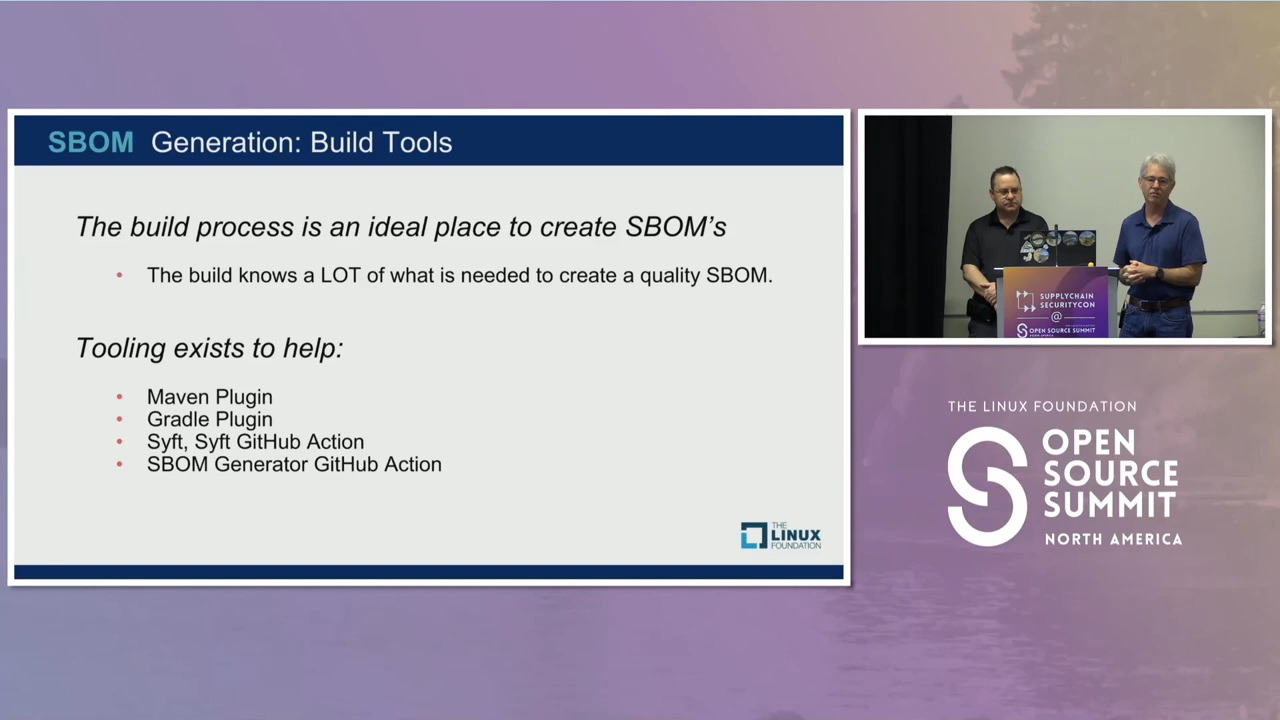 SBOM Generation: Build Tools
The build process is an ideal place to create SBOM's
• The build knows a LOT of what is needed to create a quality SBOM.
Tooling exists to help:
• Maven Plugin
• Gradle Plugin
• Syft, Syft GitHub Action
• SBOM Generator GitHub Action
THE
LINUX
FOUNDATION
SUPPLYCHAIN
SECURITYCON
@
OPEN SOURCE SUMMIT
THE LINUX FOUNDATION
OPEN
SOURCE
SUMMIT
NORTH AMERICA